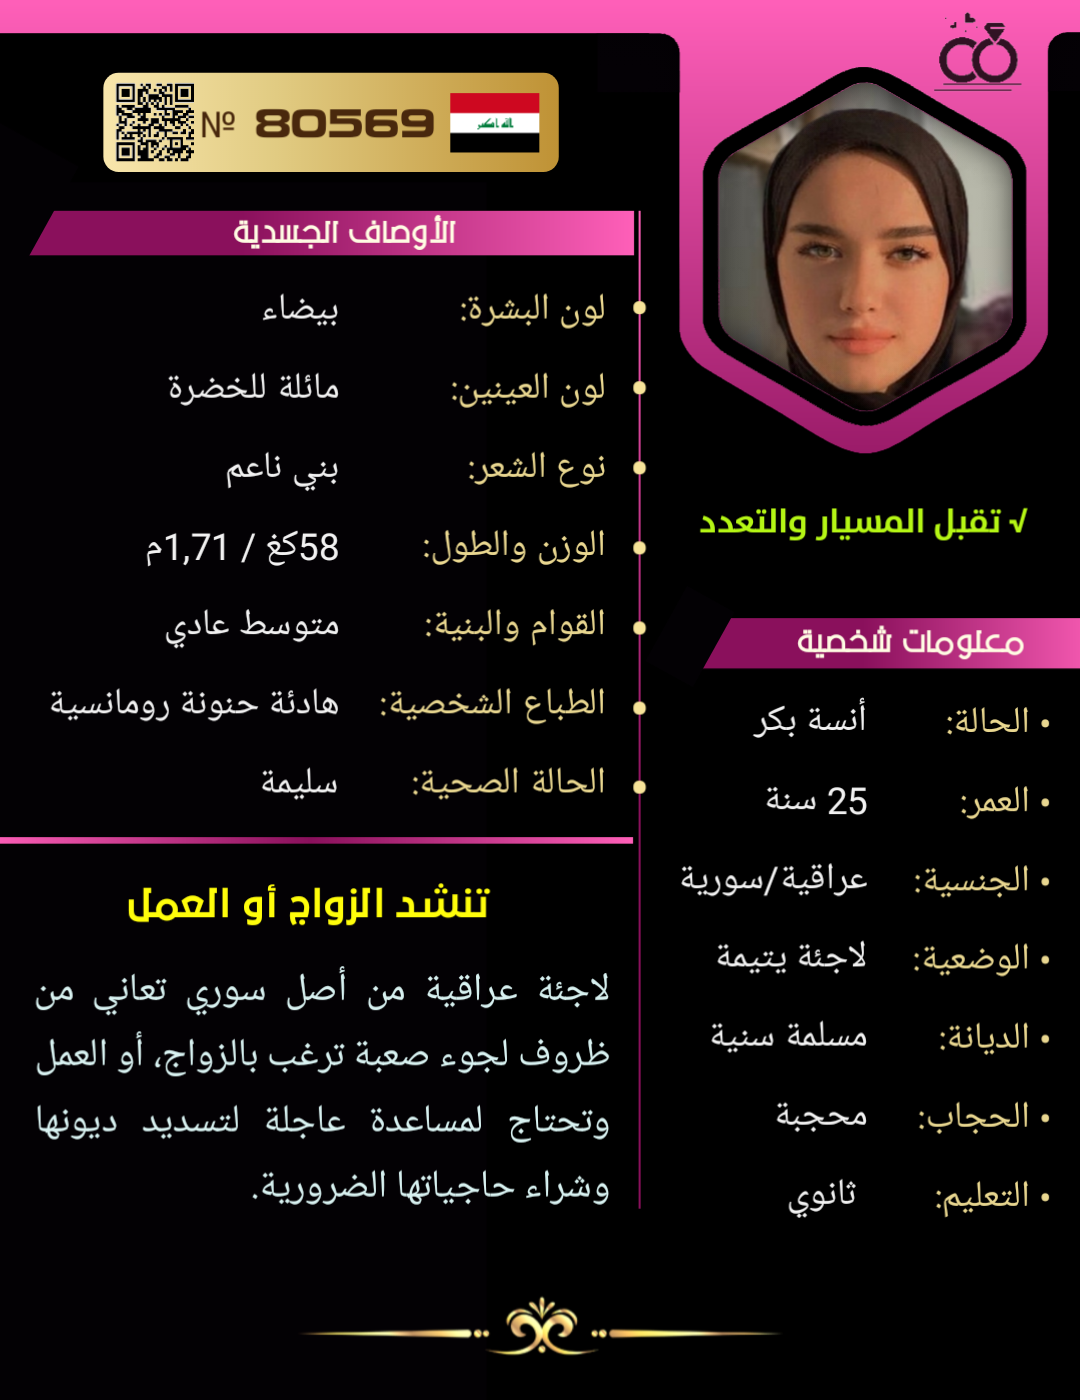 № 80569
الله اكبر
الأوصاف الجسدية
لون البشرة: بيضاء
لون العينين: مائلة للخضرة
نوع الشعر: بني ناعم
الوزن والطول: 58كغ / 1,71م
القوام والبنية: متوسط عادي
الطباع الشخصية: هادئة حنونة رومانسية
الحالة الصحية: سليمة
√ تقبل المسيار والتعدد
معلومات شخصية
• الحالة: أنسة بكر
• العمر: 25 سنة
• الجنسية: عراقية/سورية
• الوضعية: لاجئة يتيمة
• الديانة: مسلمة سنية
• الحجاب: محجبة
• التعليم: ثانوي
تنشد الزواج أو العمل
لاجئة عراقية من أصل سوري تعاني من
ظروف لجوء صعبة ترغب بالزواج، أو العمل
وتحتاج لمساعدة عاجلة لتسديد ديونها
وشراء حاجياتها الضرورية.